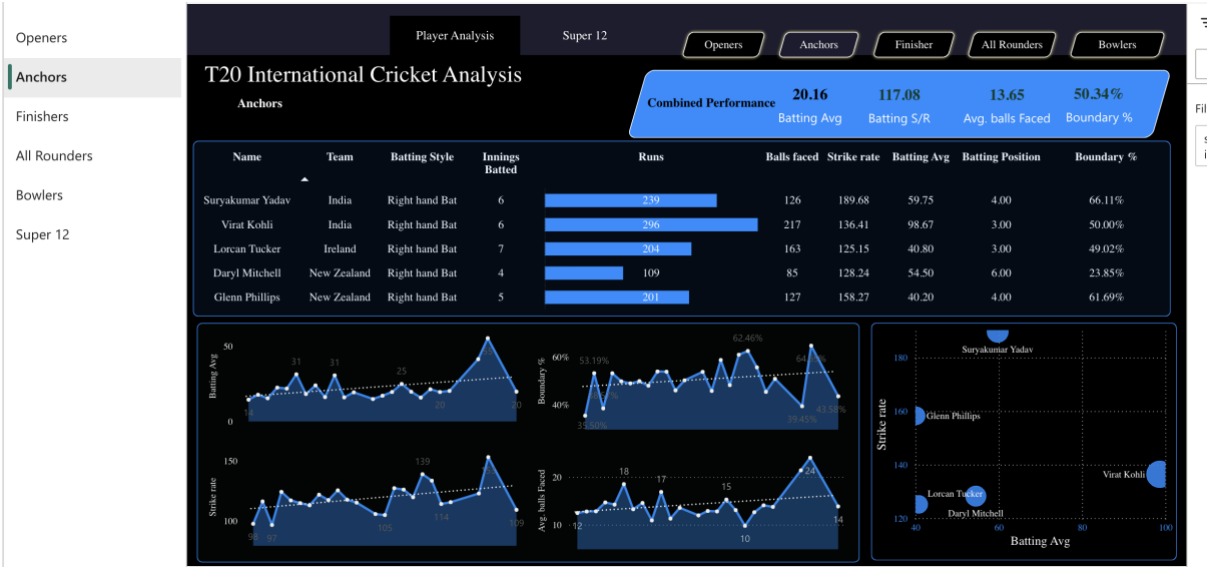 Openers
Anchors
Finishers
All Rounders
Bowlers
Super 12
Player Analysis Super 12
Openers Anchors Finisher All Rounders Bowlers
T20 International Cricket Analysis
Anchors
Combined Performance
20.16 117.08 13.65 50.34%
Batting Avg Batting S/R Avg. balls Faced Boundary %
Name Team Batting Style Innings Batted Runs Balls faced Strike rate Batting Avg Batting Position Boundary %
Suryakumar Yadav India Right hand Bat 6 239 126 189.68 59.75 4.00 66.11%
Virat Kohli India Right hand Bat 6 296 217 136.41 98.67 3.00 50.00%
Lorcan Tucker Ireland Right hand Bat 7 204 163 125.15 40.80 3.00 49.02%
Daryl Mitchell New Zealand Right hand Bat 4 109 85 128.24 54.50 6.00 23.85%
Glenn Phillips New Zealand Right hand Bat 5 201 127 158.27 40.20 4.00 61.69%
Batting Avg
50
0
14 31 31 25 20 20
Boundary %
60%
40%
35.50% 53.19% 62.46% 39.45% 43.58%
Strike rate
150
100
98 97 105 139 114 109
Avg. balls Faced
20
10
12 18 17 15 10 24 14
Strike rate
180
160
140
120
Suryakumar Yadav
Glenn Phillips
Virat Kohli
Lorcan Tucker
Daryl Mitchell
40 60 80 100
Batting Avg
Fil